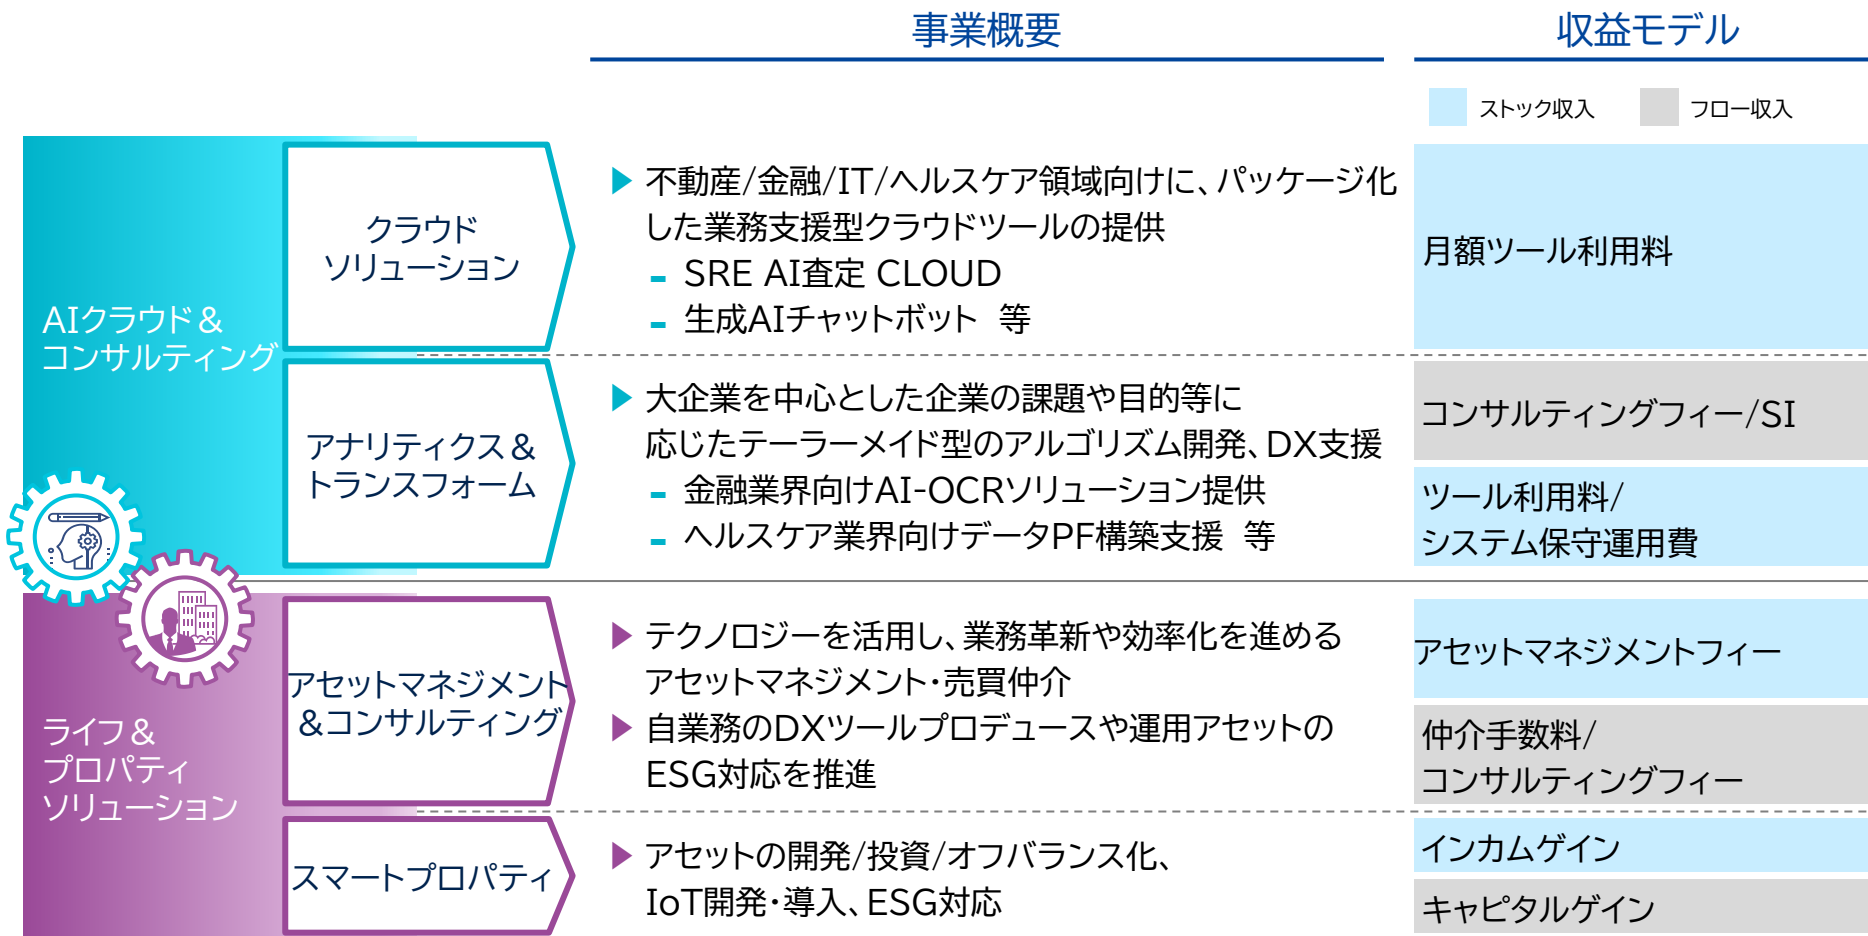 事業概要
収益モデル
ストック収入
フロー収入
AIクラウド&
コンサルティング
クラウド
ソリューション
▶ 不動産/金融/IT/ヘルスケア領域向けに、パッケージ化
した業務支援型クラウドツールの提供
- SRE AI査定 CLOUD
- 生成AIチャットボット 等
月額ツール利用料
アナリティクス&
トランスフォーム
▶ 大企業を中心とした企業の課題や目的等に
応じたテーラーメイド型のアルゴリズム開発、DX支援
- 金融業界向けAI-OCRソリューション提供
- ヘルスケア業界向けデータPF構築支援 等
コンサルティングフィー/SI
ツール利用料/
システム保守運用費
ライフ&
プロパティ
ソリューション
アセットマネジメント
&コンサルティング
▶ テクノロジーを活用し、業務革新や効率化を進める
アセットマネジメント・売買仲介
▶ 自業務のDXツールプロデュースや運用アセットの
ESG対応を推進
アセットマネジメントフィー
仲介手数料/
コンサルティングフィー
スマートプロパティ
▶ アセットの開発/投資/オフバランス化、
IoT開発・導入、ESG対応
インカムゲイン
キャピタルゲイン